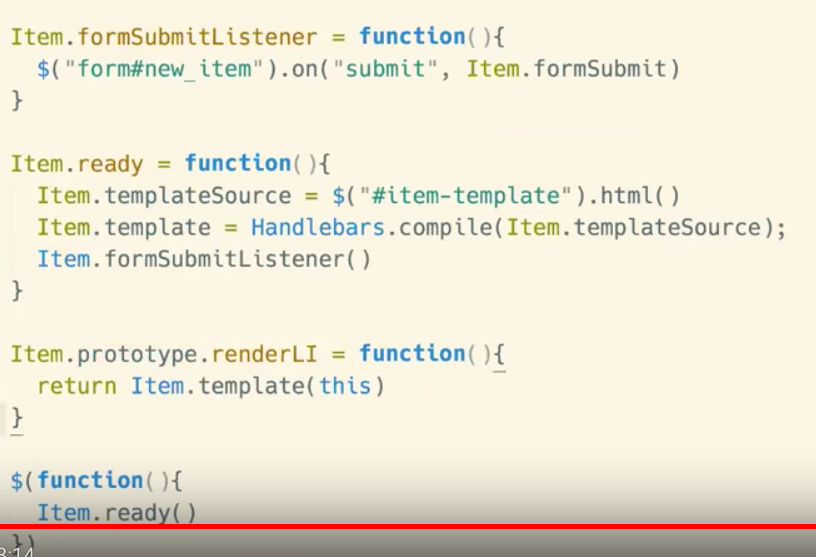 Item.formSubmitListener = function(){
  $("form#new_item").on("submit", Item.formSubmit)
}

Item.ready = function(){
  Item.templateSource = $("#item-template").html()
  Item.template = Handlebars.compile(Item.templateSource);
  Item.formSubmitListener()
}

Item.prototype.renderLI = function(){
  return Item.template(this)
}

$(function(){
  Item.ready()
})
3:14